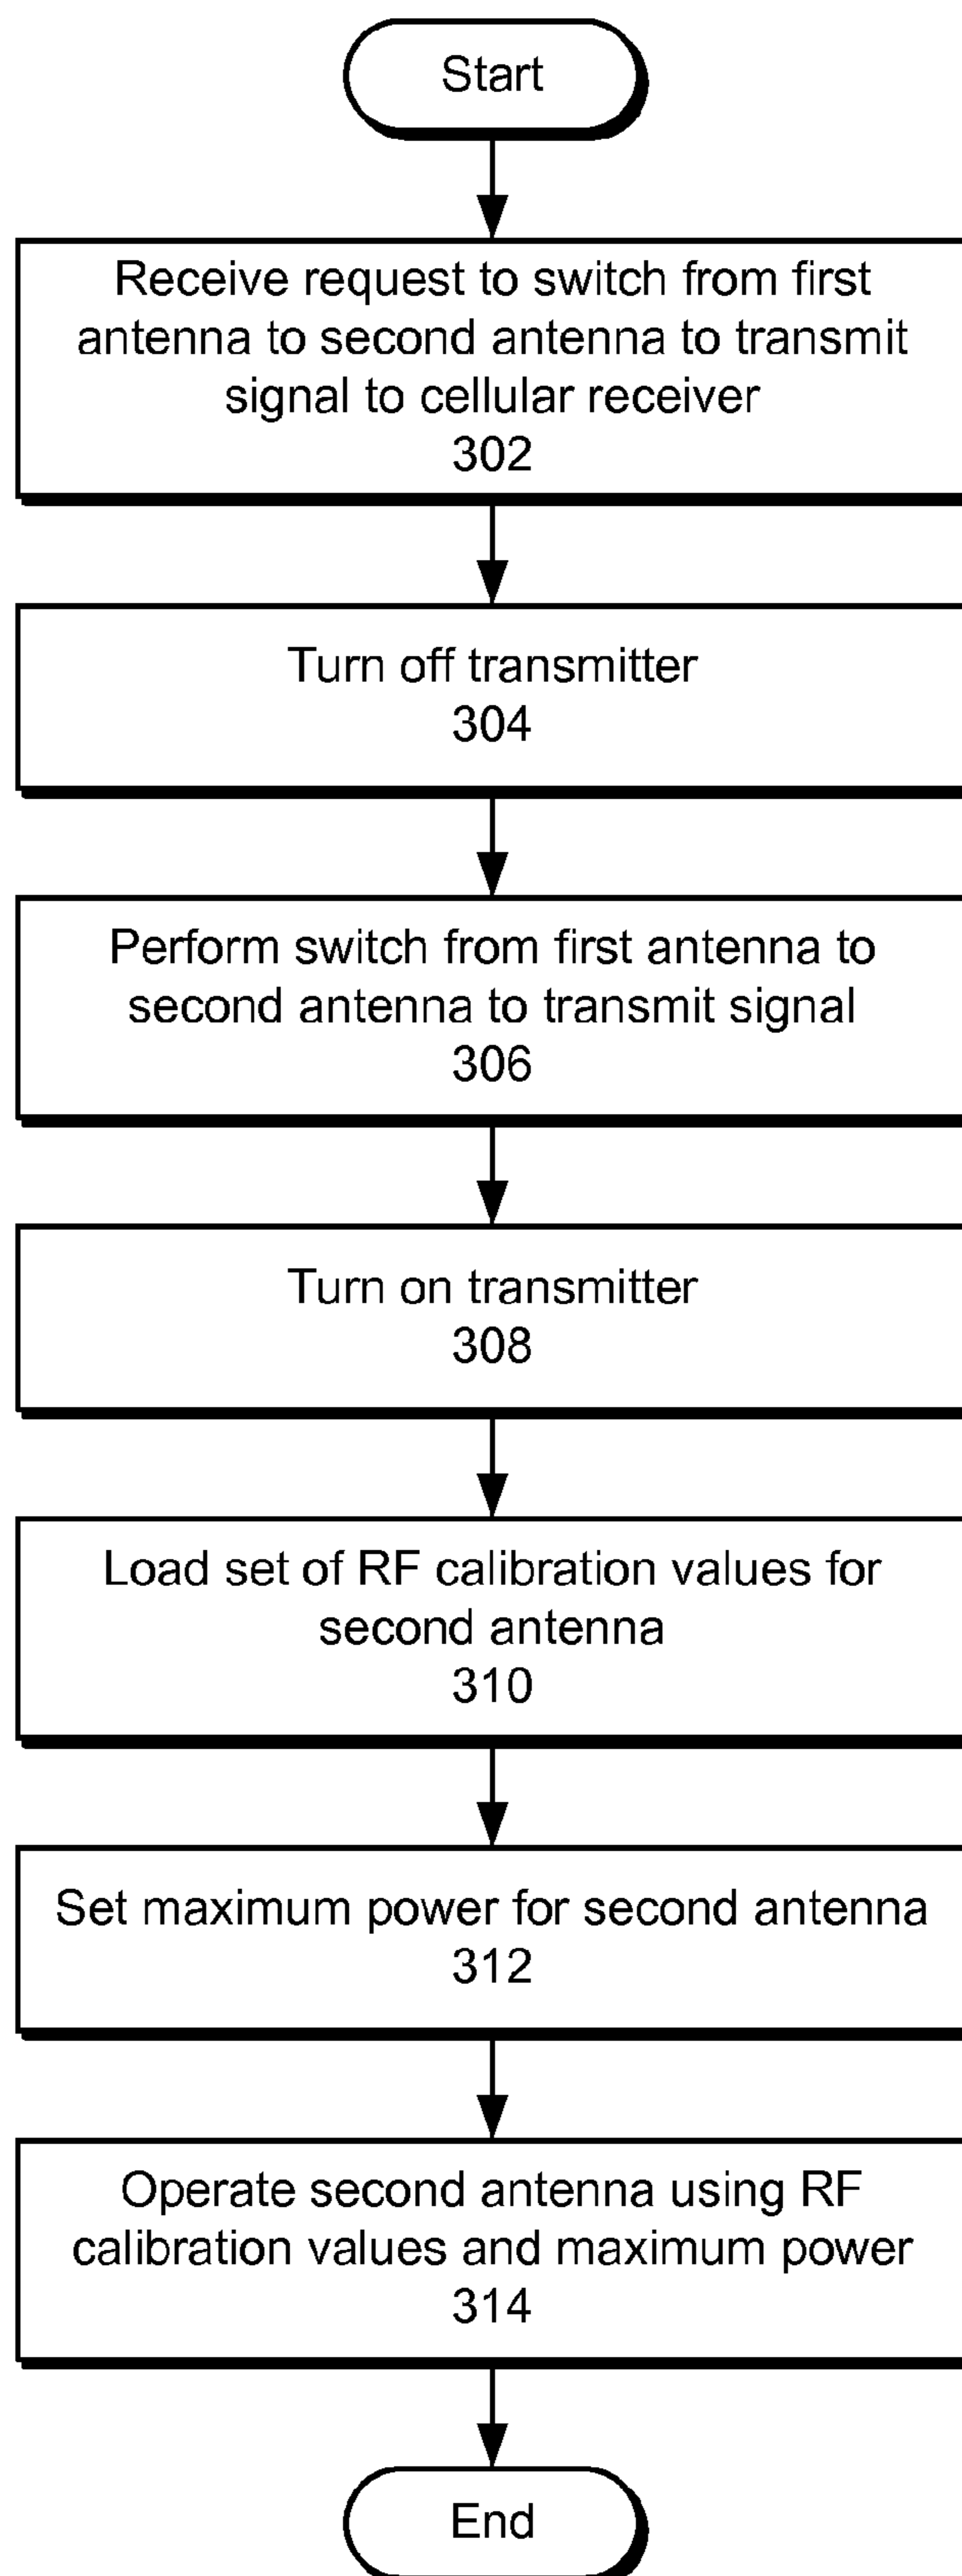 Start
Receive request to switch from first
antenna to second antenna to transmit
signal to cellular receiver
302
Turn off transmitter
304
Perform switch from first antenna to
second antenna to transmit signal
306
Turn on transmitter
308
Load set of RF calibration values for
second antenna
310
Set maximum power for second antenna
312
Operate second antenna using RF
calibration values and maximum power
314
End